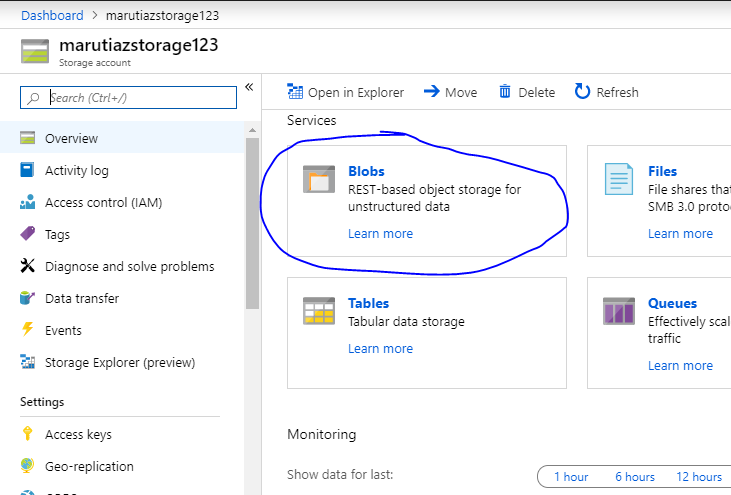 Dashboard > marutiazstorage123
marutiazstorage123
Storage account
Search (Ctrl+/)
Overview
Activity log
Access control (IAM)
Tags
Diagnose and solve problems
Data transfer
Events
Storage Explorer (preview)
Settings
Access keys
Geo-replication
Open in Explorer Move Delete Refresh
Services
Blobs
REST-based object storage for
unstructured data
Learn more
Files
File shares that
SMB 3.0 proto
Learn more
Tables
Tabular data storage
Learn more
Queues
Effectively scal
traffic
Learn more
Monitoring
Show data for last:
1 hour 6 hours 12 hours